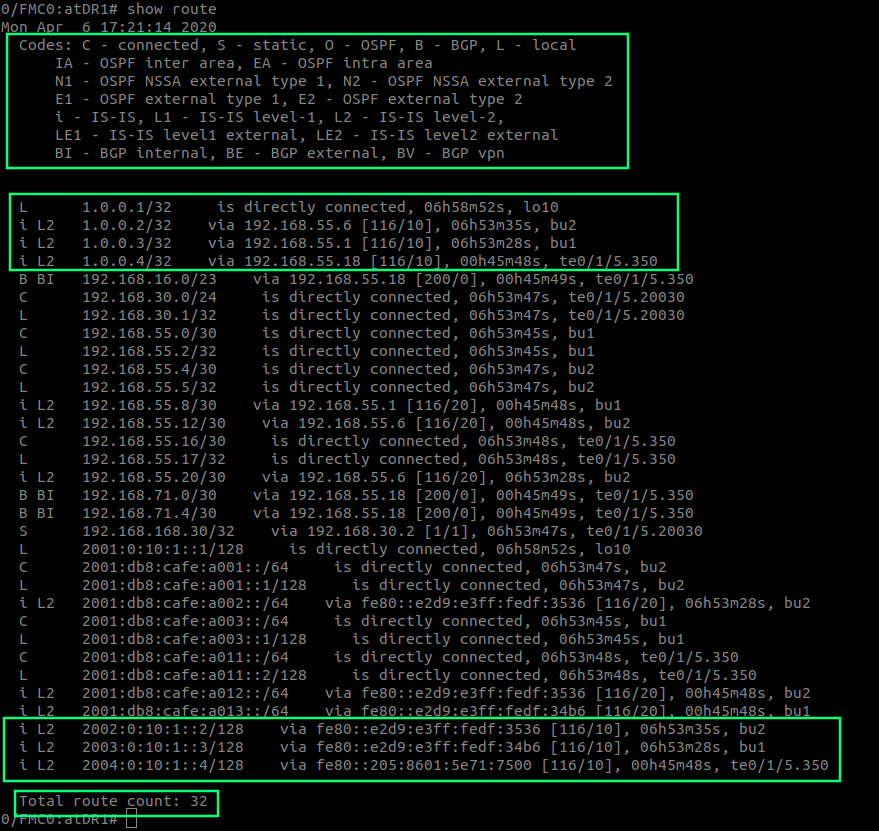 0/FMC0:atDR1# show route
Mon Apr  6 17:21:14 2020
  Codes: C - connected, S - static, O - OSPF, B - BGP, L - local
      IA - OSPF inter area, EA - OSPF intra area
      N1 - OSPF NSSA external type 1, N2 - OSPF NSSA external type 2
      E1 - OSPF external type 1, E2 - OSPF external type 2
      i - IS-IS, L1 - IS-IS level-1, L2 - IS-IS level-2,
      LE1 - IS-IS level1 external, LE2 - IS-IS level2 external
      BI - BGP internal, BE - BGP external, BV - BGP vpn
  L      1.0.0.1/32     is directly connected, 06h58m52s, lo10
  i L2   1.0.0.2/32    via 192.168.55.6 [116/10], 06h53m35s, bu2
  i L2   1.0.0.3/32    via 192.168.55.1 [116/10], 06h53m28s, bu1
  i L2   1.0.0.4/32    via 192.168.55.18 [116/10], 00h45m48s, te0/1/5.350
  B BI   192.168.16.0/23    via 192.168.55.18 [200/0], 00h45m49s, te0/1/5.350
  C      192.168.30.0/24     is directly connected, 06h53m47s, te0/1/5.20030
  L      192.168.30.1/32     is directly connected, 06h53m47s, te0/1/5.20030
  C      192.168.55.0/30     is directly connected, 06h53m45s, bu1
  L      192.168.55.2/32     is directly connected, 06h53m45s, bu1
  C      192.168.55.4/30     is directly connected, 06h53m47s, bu2
  L      192.168.55.5/32     is directly connected, 06h53m47s, bu2
  i L2   192.168.55.8/30    via 192.168.55.1 [116/20], 00h45m48s, bu1
  i L2   192.168.55.12/30    via 192.168.55.6 [116/20], 00h45m48s, bu2
  C      192.168.55.16/30     is directly connected, 06h53m48s, te0/1/5.350
  L      192.168.55.17/32     is directly connected, 06h53m48s, te0/1/5.350
  i L2   192.168.55.20/30    via 192.168.55.6 [116/20], 06h53m28s, bu2
  B BI   192.168.71.0/30    via 192.168.55.18 [200/0], 00h45m49s, te0/1/5.350
  B BI   192.168.71.4/30    via 192.168.55.18 [200/0], 00h45m49s, te0/1/5.350
  S      192.168.168.30/32    via 192.168.30.2 [1/1], 06h53m47s, te0/1/5.20030
  L      2001:0:10:1::1/128     is directly connected, 06h58m52s, lo10
  C      2001:db8:cafe:a001::/64     is directly connected, 06h53m47s, bu2
  L      2001:db8:cafe:a001::1/128     is directly connected, 06h53m47s, bu2
  i L2   2001:db8:cafe:a002::/64    via fe80::e2d9:e3ff:fedf:3536 [116/20], 06h53m28s, bu2
  C      2001:db8:cafe:a003::/64     is directly connected, 06h53m45s, bu1
  L      2001:db8:cafe:a003::1/128     is directly connected, 06h53m45s, bu1
  C      2001:db8:cafe:a011::/64     is directly connected, 06h53m48s, te0/1/5.350
  L      2001:db8:cafe:a011::2/128     is directly connected, 06h53m48s, te0/1/5.350
  i L2   2001:db8:cafe:a012::/64    via fe80::e2d9:e3ff:fedf:3536 [116/20], 00h45m48s, bu2
  i L2   2001:db8:cafe:a013::/64    via fe80::e2d9:e3ff:fedf:34b6 [116/20], 00h45m48s, bu1
  i L2   2002:0:10:1::2/128    via fe80::e2d9:e3ff:fedf:3536 [116/10], 06h53m35s, bu2
  i L2   2003:0:10:1::3/128    via fe80::e2d9:e3ff:fedf:34b6 [116/10], 06h53m28s, bu1
  i L2   2004:0:10:1::4/128    via fe80::205:8601:5e71:7500 [116/10], 00h45m48s, te0/1/5.350
  Total route count: 32
0/FMC0:atDR1#